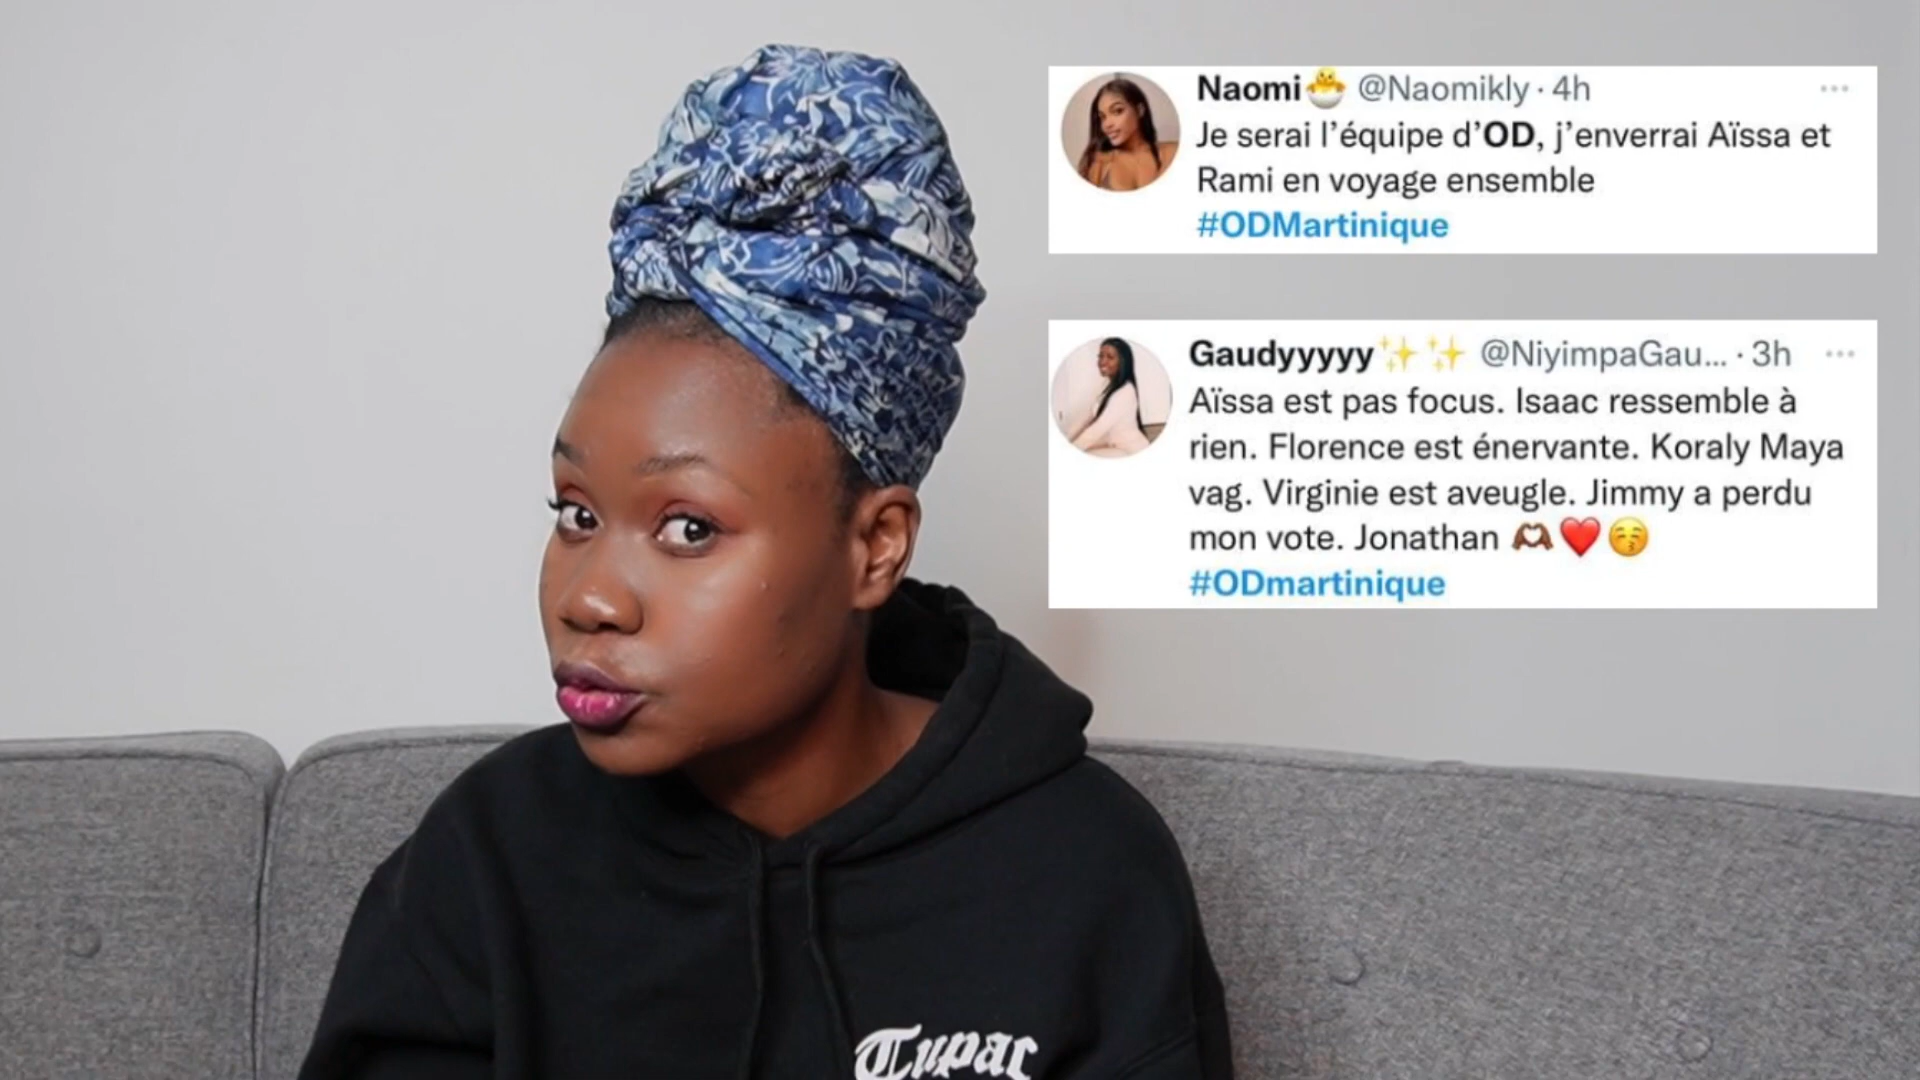 Naomi🐣 @Naomikly · 4h
Je serai l’équipe d’OD, j’enverrai Aïssa et
Rami en voyage ensemble
#ODMartinique
Gaudyyyyy✨✨ @NiyimpaGau... · 3h
Aïssa est pas focus. Isaac ressemble à
rien. Florence est énervante. Koraly Maya
vag. Virginie est aveugle. Jimmy a perdu
mon vote. Jonathan 🫶🏾❤️😚
#ODmartinique
Tupac